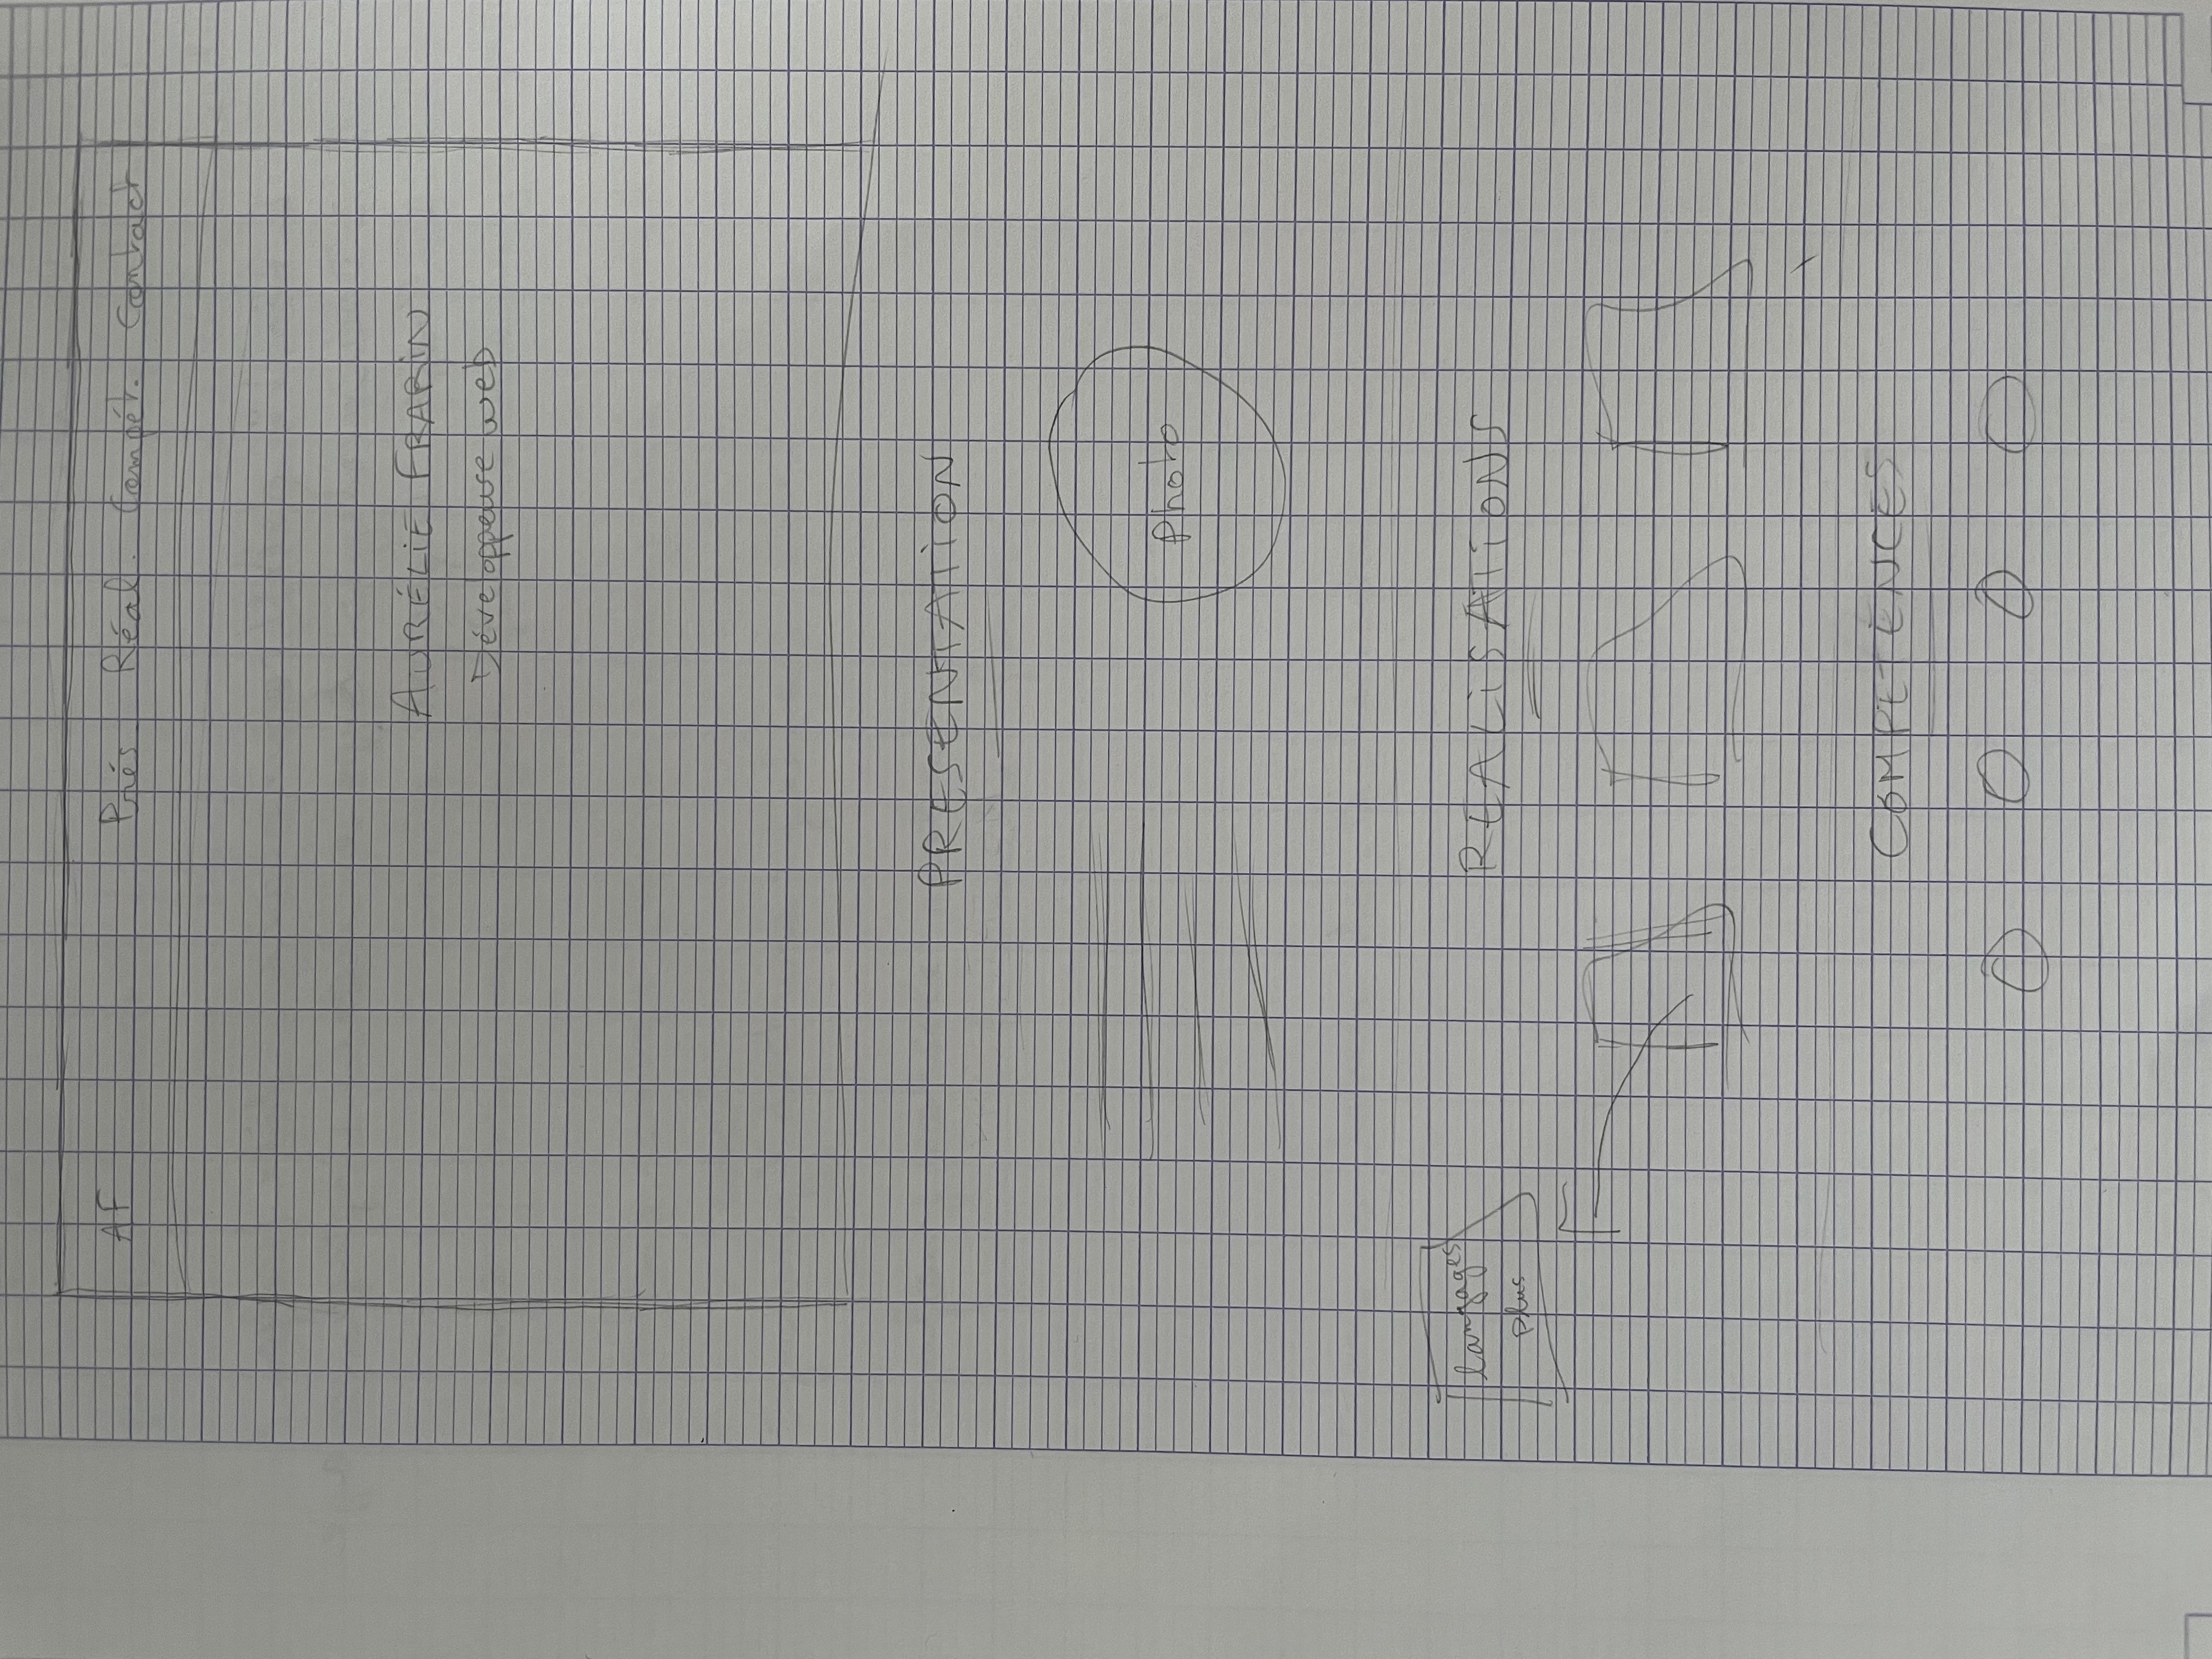 AF Prés Réal. Compét. Contact
AURÉLIE FRARIN
Développeuse web
PRESENTATION
Photo
langages
plus
REALISATIONS
COMPETENCES